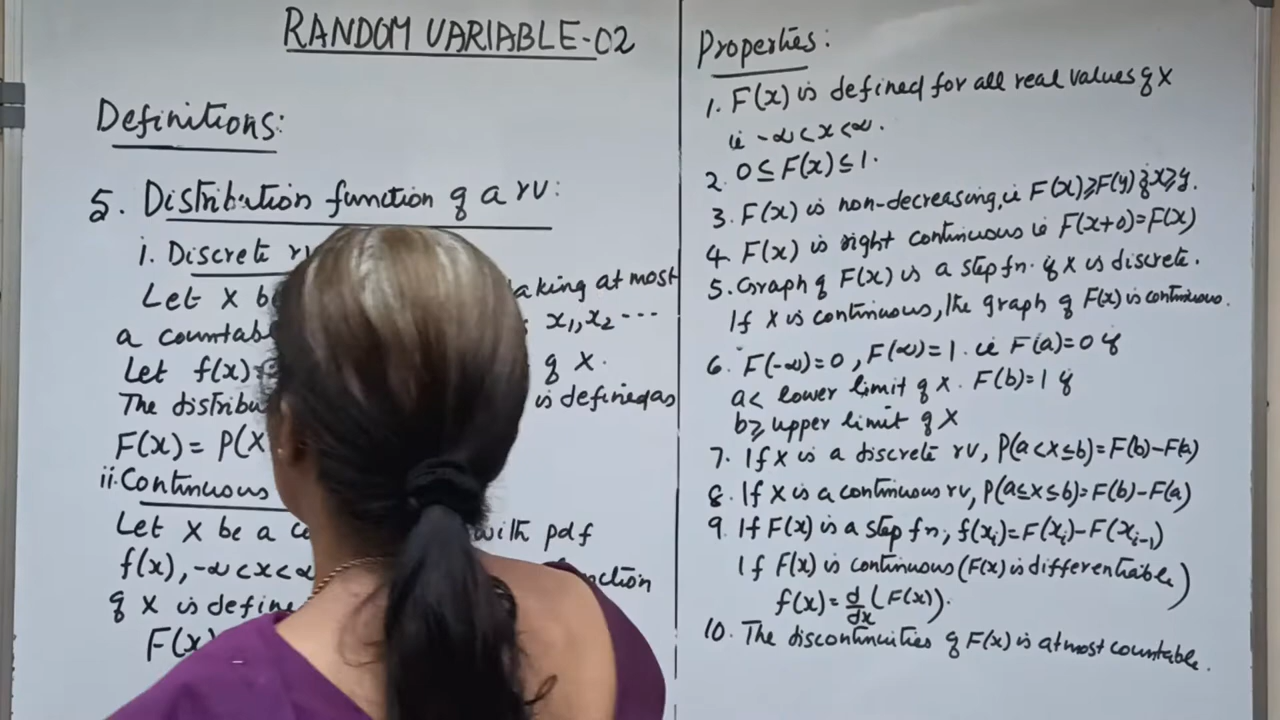 RANDOM VARIABLE-02
Definitions:
5. Distribution function of a rv:
i. Discrete rv
Let X be taking at most
a countable x1,x2 ...
Let f(x) of X.
The distribu is defined as
F(x) = P(X
ii. Continuous
Let X be a co with pdf
f(x), -∞<x<∞ nction
of X is define
F(x)
Properties:
1. F(x) is defined for all real values of X
ie -∞<x<∞.
2. 0≤F(x)≤1.
3. F(x) is non-decreasing, ie F(x)≥F(y) if x≥y.
4. F(x) is right continuous ie F(x+0)=F(x)
5. Graph of F(x) is a step fn. if X is discrete.
If X is continuous, the graph of F(x) is continuous.
6. F(-∞)=0, F(∞)=1. ie F(a)=0 if
a< lower limit of X. F(b)=1 if
b≥ upper limit of X
7. If X is a discrete rv, P(a<X≤b)=F(b)-F(a)
8. If X is a continuous rv, P(a≤X≤b)=F(b)-F(a)
9. If F(x) is a step fn, f(xi)=F(xi)-F(xi-1)
If F(x) is continuous (F(x) is differentiable)
f(x)= d/dx (F(x)).
10. The discontinuities of F(x) is atmost countable.